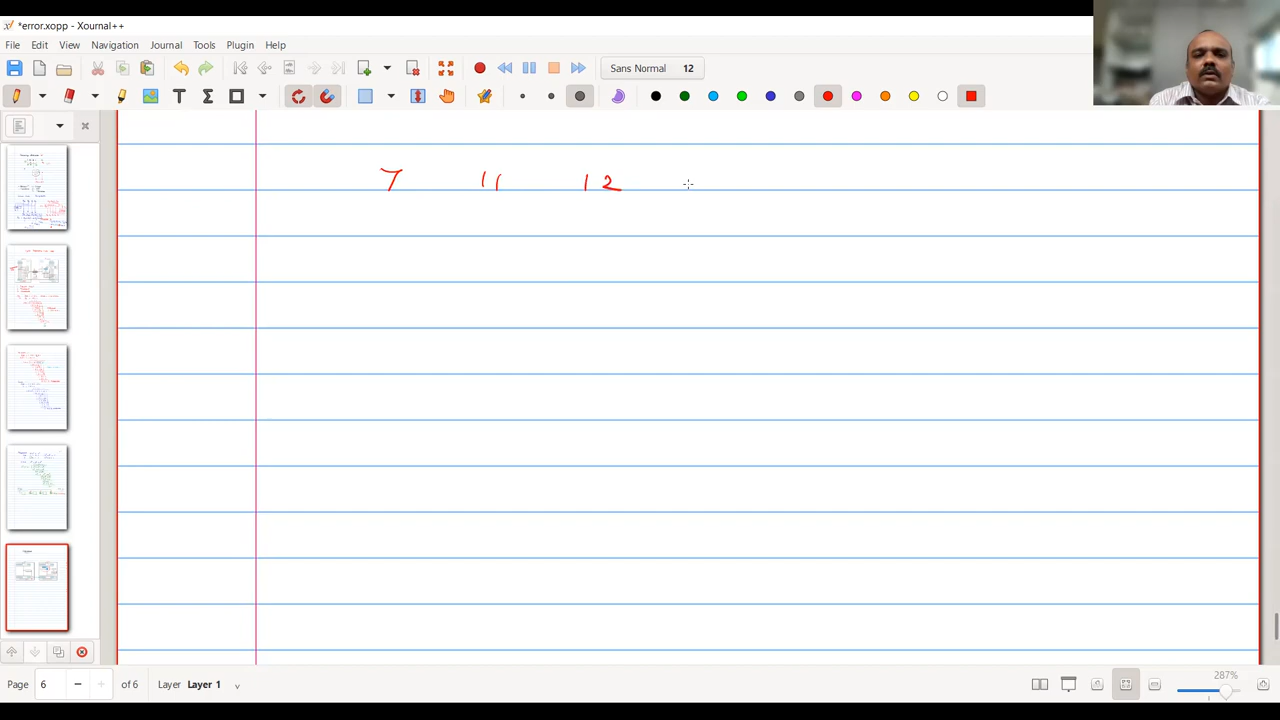 *error.xopp - Xournal++
File Edit View Navigation Journal Tools Plugin Help
Sans Normal 12
7 11 12
Page 6 of 6 Layer Layer 1
287%